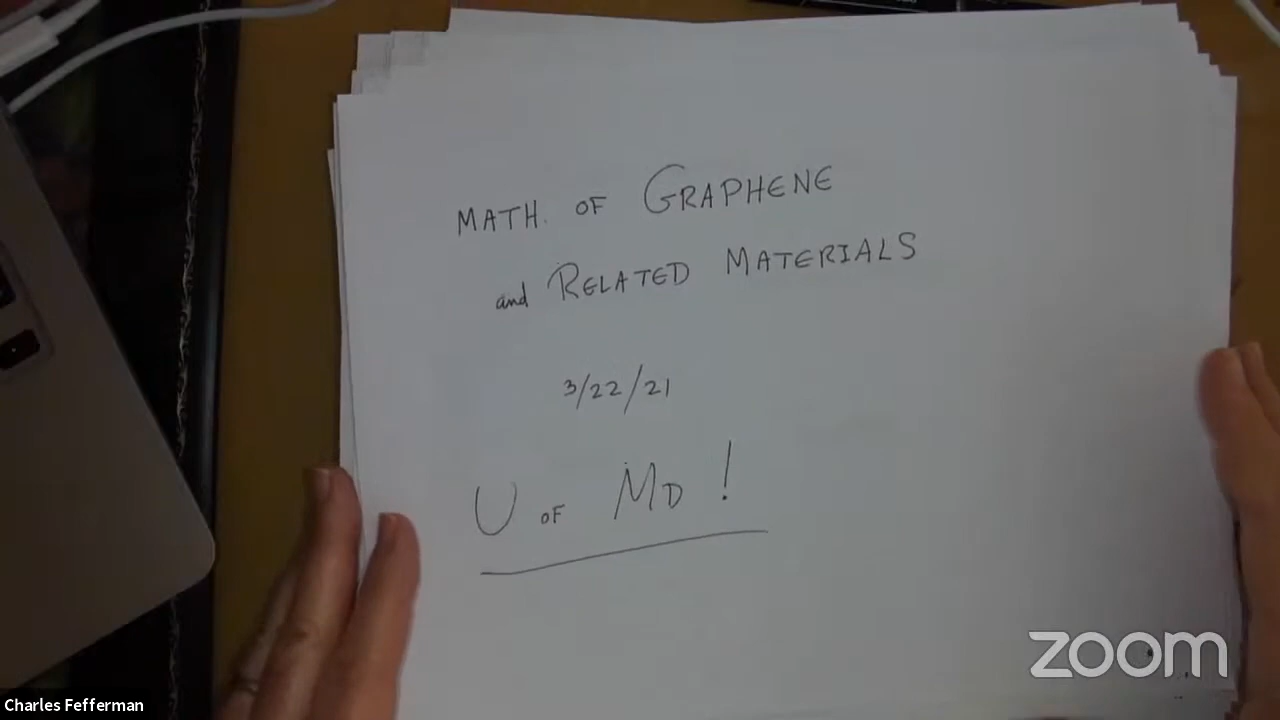 MATH. OF GRAPHENE
and RELATED MATERIALS
3/22/21
U OF MD !
zoom
Charles Fefferman